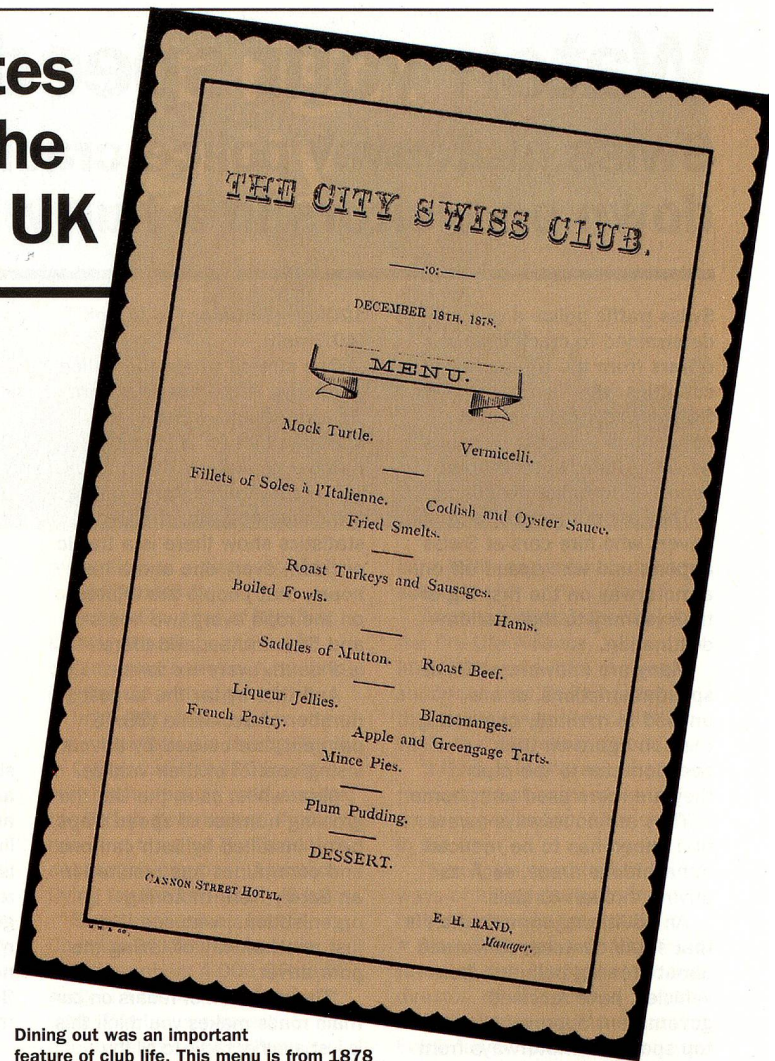 tes
he
UK
THE CITY SWISS CLUB.
—:o:—
DECEMBER 18TH, 1878.
MENU.
Mock Turtle. Vermicelli.
Fillets of Soles à l'Italienne. Codfish and Oyster Sauce.
Fried Smelts.
Roast Turkeys and Sausages.
Boiled Fowls. Hams.
Saddles of Mutton. Roast Beef.
Liqueur Jellies. Blancmanges.
French Pastry. Apple and Greengage Tarts.
Mince Pies.
Plum Pudding.
DESSERT.
CANNON STREET HOTEL. E. H. RAND,
Manager.
Dining out was an important
feature of club life. This menu is from 1878